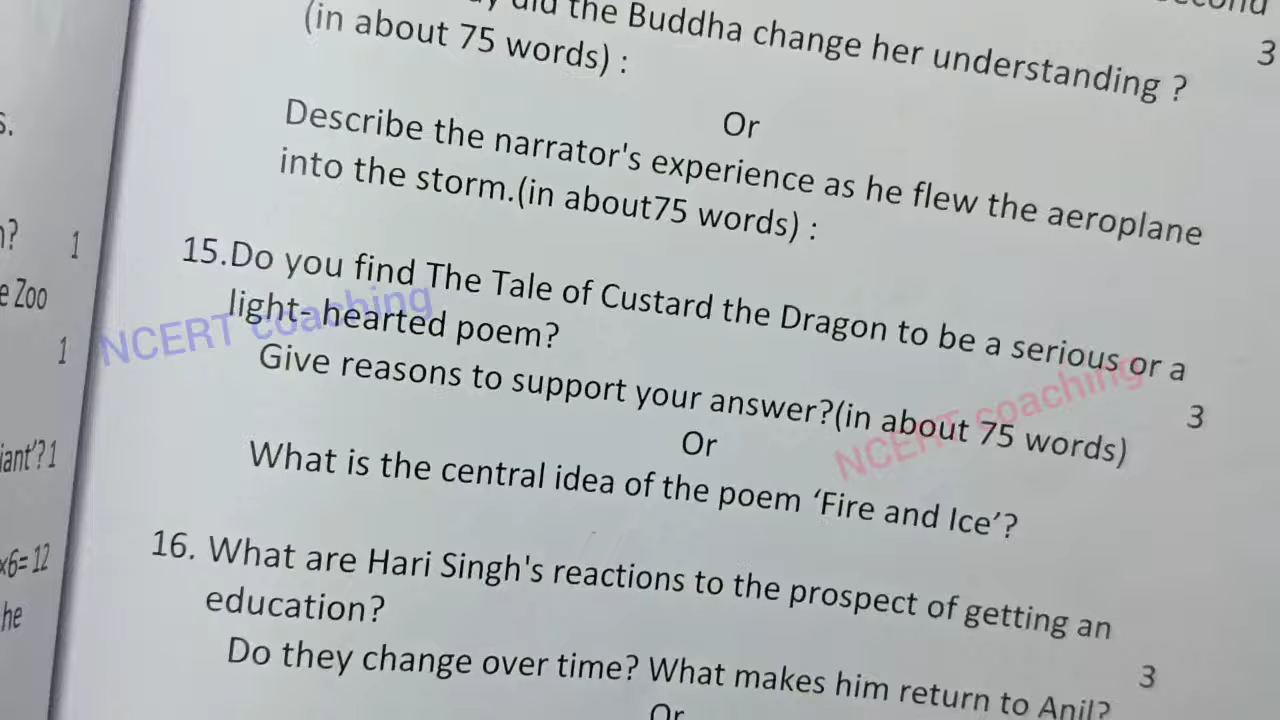 did the Buddha change her understanding ? 3
(in about 75 words) :
Or
Describe the narrator's experience as he flew the aeroplane
into the storm.(in about75 words) :
15.Do you find The Tale of Custard the Dragon to be a serious or a
light- hearted poem?
Give reasons to support your answer?(in about 75 words) 3
Or
What is the central idea of the poem ‘Fire and Ice’?
16. What are Hari Singh's reactions to the prospect of getting an
education?
Do they change over time? What makes him return to Anil? 3
Or
s.
? 1
e Zoo
1
iant’?1
x6=12
he
NCERT coaching
NCERT coaching